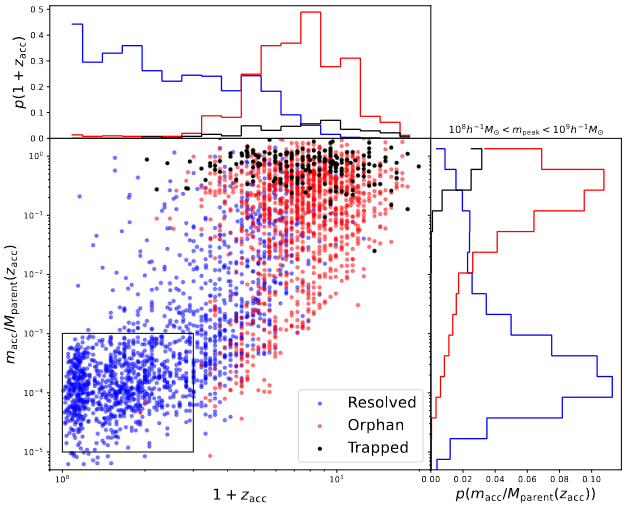 0.5
0.4
0.3
0.2
0.1
0.0
p(1 + z_acc)
10^8 h^{-1} M_⊙ < m_peak < 10^9 h^{-1} M_⊙
10^0
10^{-1}
10^{-2}
10^{-3}
10^{-4}
10^{-5}
m_acc/M_parent(z_acc)
Resolved
Orphan
Trapped
10^0
10^1
1 + z_acc
0.00 0.02 0.04 0.06 0.08 0.10
p(m_acc/M_parent(z_acc))